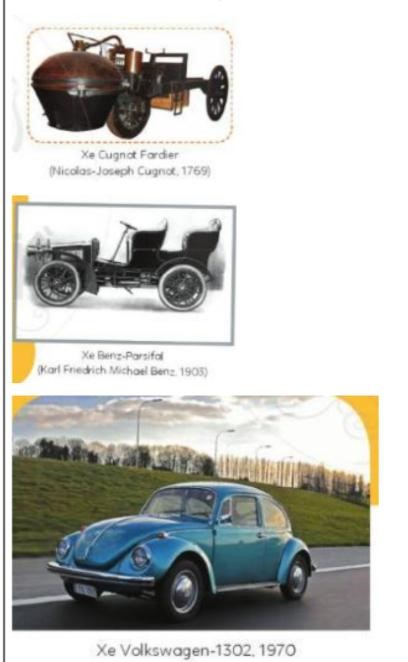 Xe Cugnot Fardier
(Nicolas-Joseph Cugnot, 1769)
Xe Benz-Parsifal
(Karl Friedrich Michael Benz, 1903)
Xe Volkswagen-1302, 1970